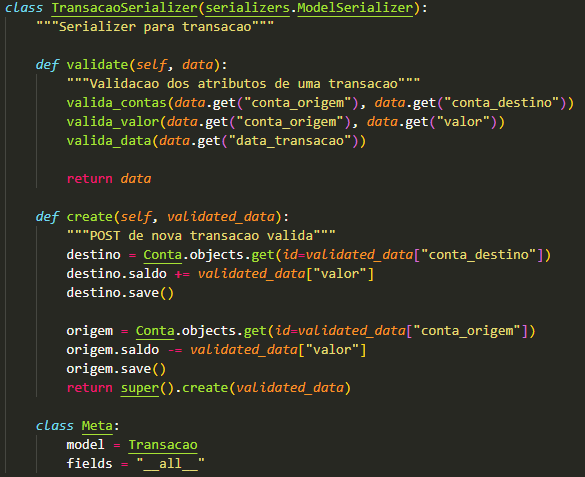 class TransacaoSerializer(serializers.ModelSerializer):
    """Serializer para transacao"""

    def validate(self, data):
        """Validacao dos atributos de uma transacao"""
        valida_contas(data.get("conta_origem"), data.get("conta_destino"))
        valida_valor(data.get("conta_origem"), data.get("valor"))
        valida_data(data.get("data_transacao"))

        return data

    def create(self, validated_data):
        """POST de nova transacao valida"""
        destino = Conta.objects.get(id=validated_data["conta_destino"])
        destino.saldo += validated_data["valor"]
        destino.save()

        origem = Conta.objects.get(id=validated_data["conta_origem"])
        origem.saldo -= validated_data["valor"]
        origem.save()
        return super().create(validated_data)

    class Meta:
        model = Transacao
        fields = "__all__"